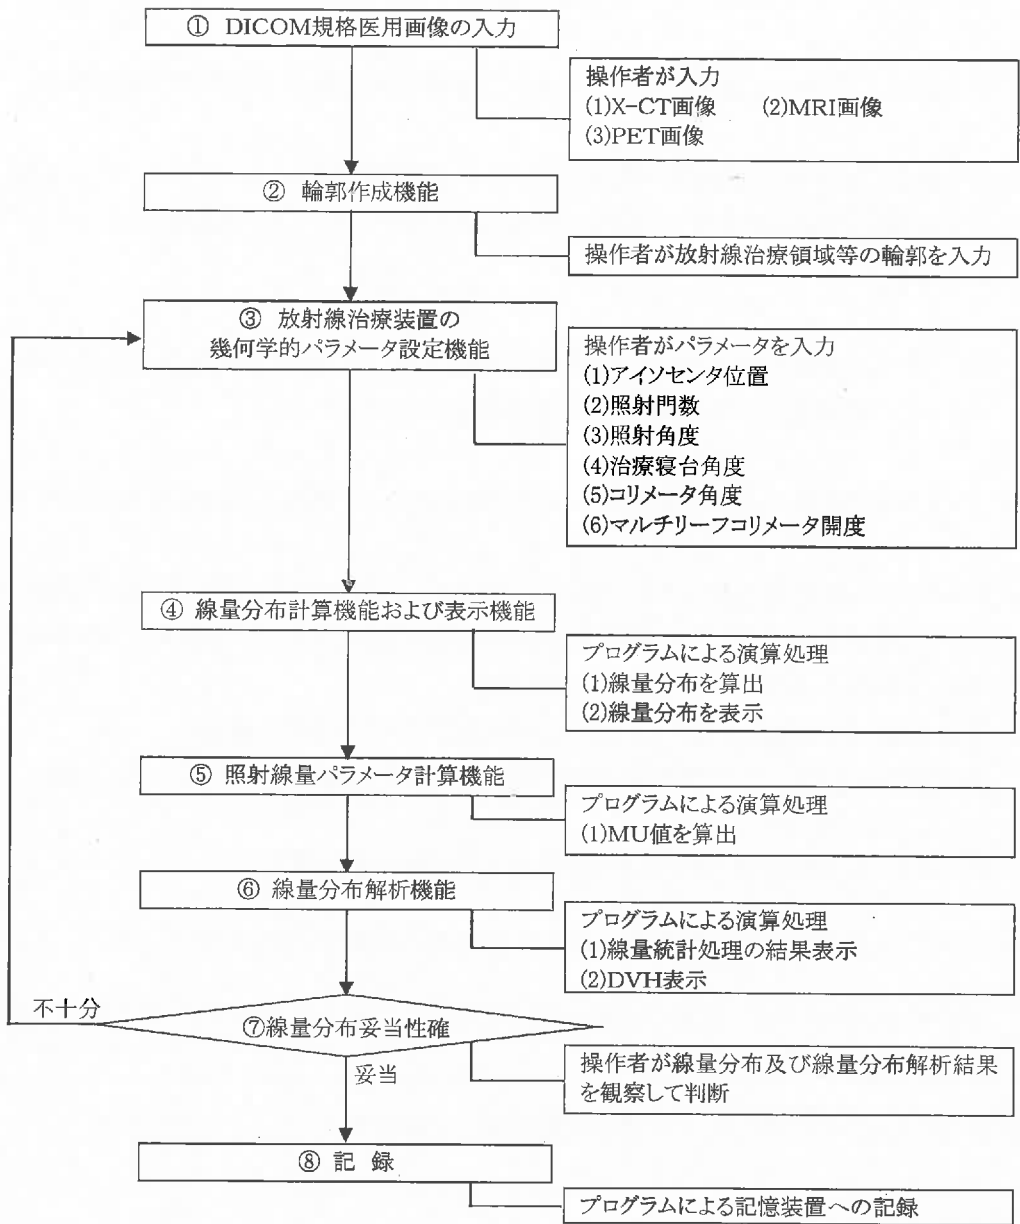 ① DICOM規格医用画像の入力
操作者が入力
(1)X-CT画像 (2)MRI画像
(3)PET画像
② 輪郭作成機能
操作者が放射線治療領域等の輪郭を入力
③ 放射線治療装置の
幾何学的パラメータ設定機能
操作者がパラメータを入力
(1)アイソセンタ位置
(2)照射門数
(3)照射角度
(4)治療寝台角度
(5)コリメータ角度
(6)マルチリーフコリメータ開度
④ 線量分布計算機能および表示機能
プログラムによる演算処理
(1)線量分布を算出
(2)線量分布を表示
⑤ 照射線量パラメータ計算機能
プログラムによる演算処理
(1)MU値を算出
⑥ 線量分布解析機能
プログラムによる演算処理
(1)線量統計処理の結果表示
(2)DVH表示
不十分
⑦線量分布妥当性確
妥当
操作者が線量分布及び線量分布解析結果
を観察して判断
⑧ 記 録
プログラムによる記憶装置への記録